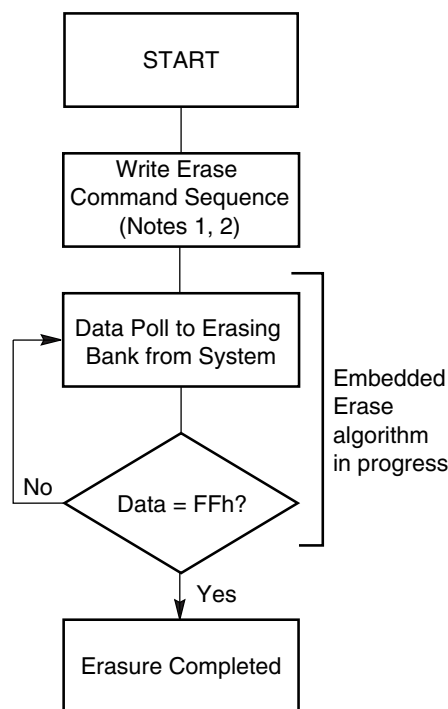 START
Write Erase
Command Sequence
(Notes 1, 2)
Data Poll to Erasing
Bank from System
Embedded
Erase
algorithm
in progress
No
Data = FFh?
Yes
Erasure Completed